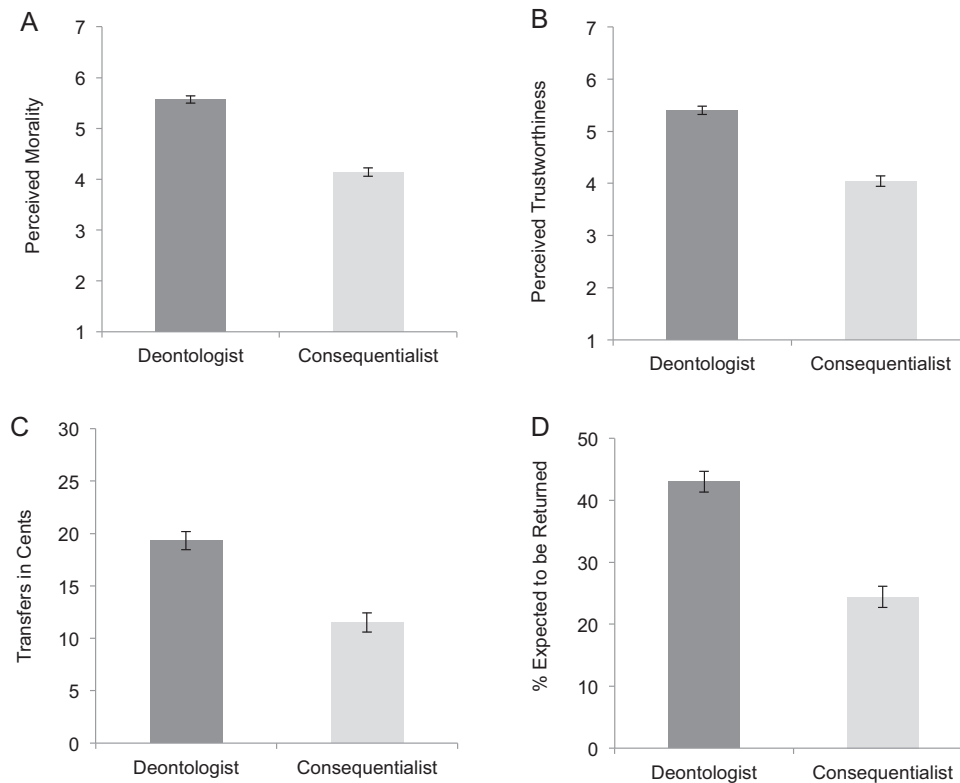 A
7
6
5
4
3
2
1
Perceived Morality
Deontologist Consequentialist
B
7
6
5
4
3
2
1
Perceived Trustworthiness
Deontologist Consequentialist
C
30
25
20
15
10
5
0
Transfers in Cents
Deontologist Consequentialist
D
50
40
30
20
10
0
% Expected to be Returned
Deontologist Consequentialist